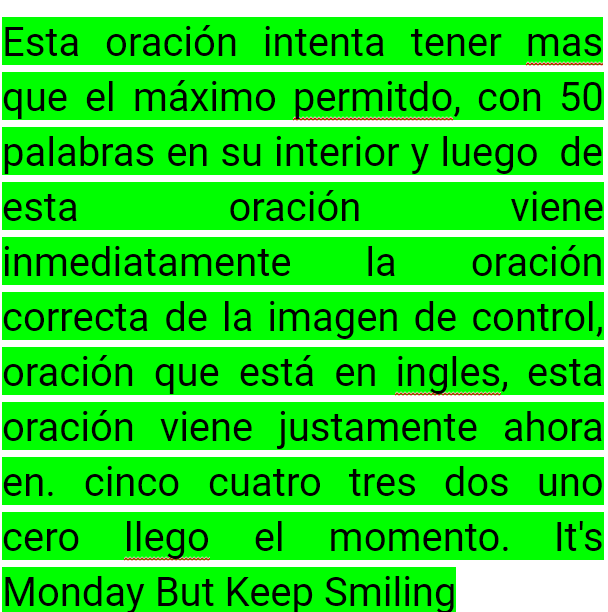 Esta oración intenta tener mas
que el máximo permitdo, con 50
palabras en su interior y luego  de
esta oración viene
inmediatamente la oración
correcta de la imagen de control,
oración que está en ingles, esta
oración viene justamente ahora
en. cinco cuatro tres dos uno
cero llego el momento. It's
Monday But Keep Smiling